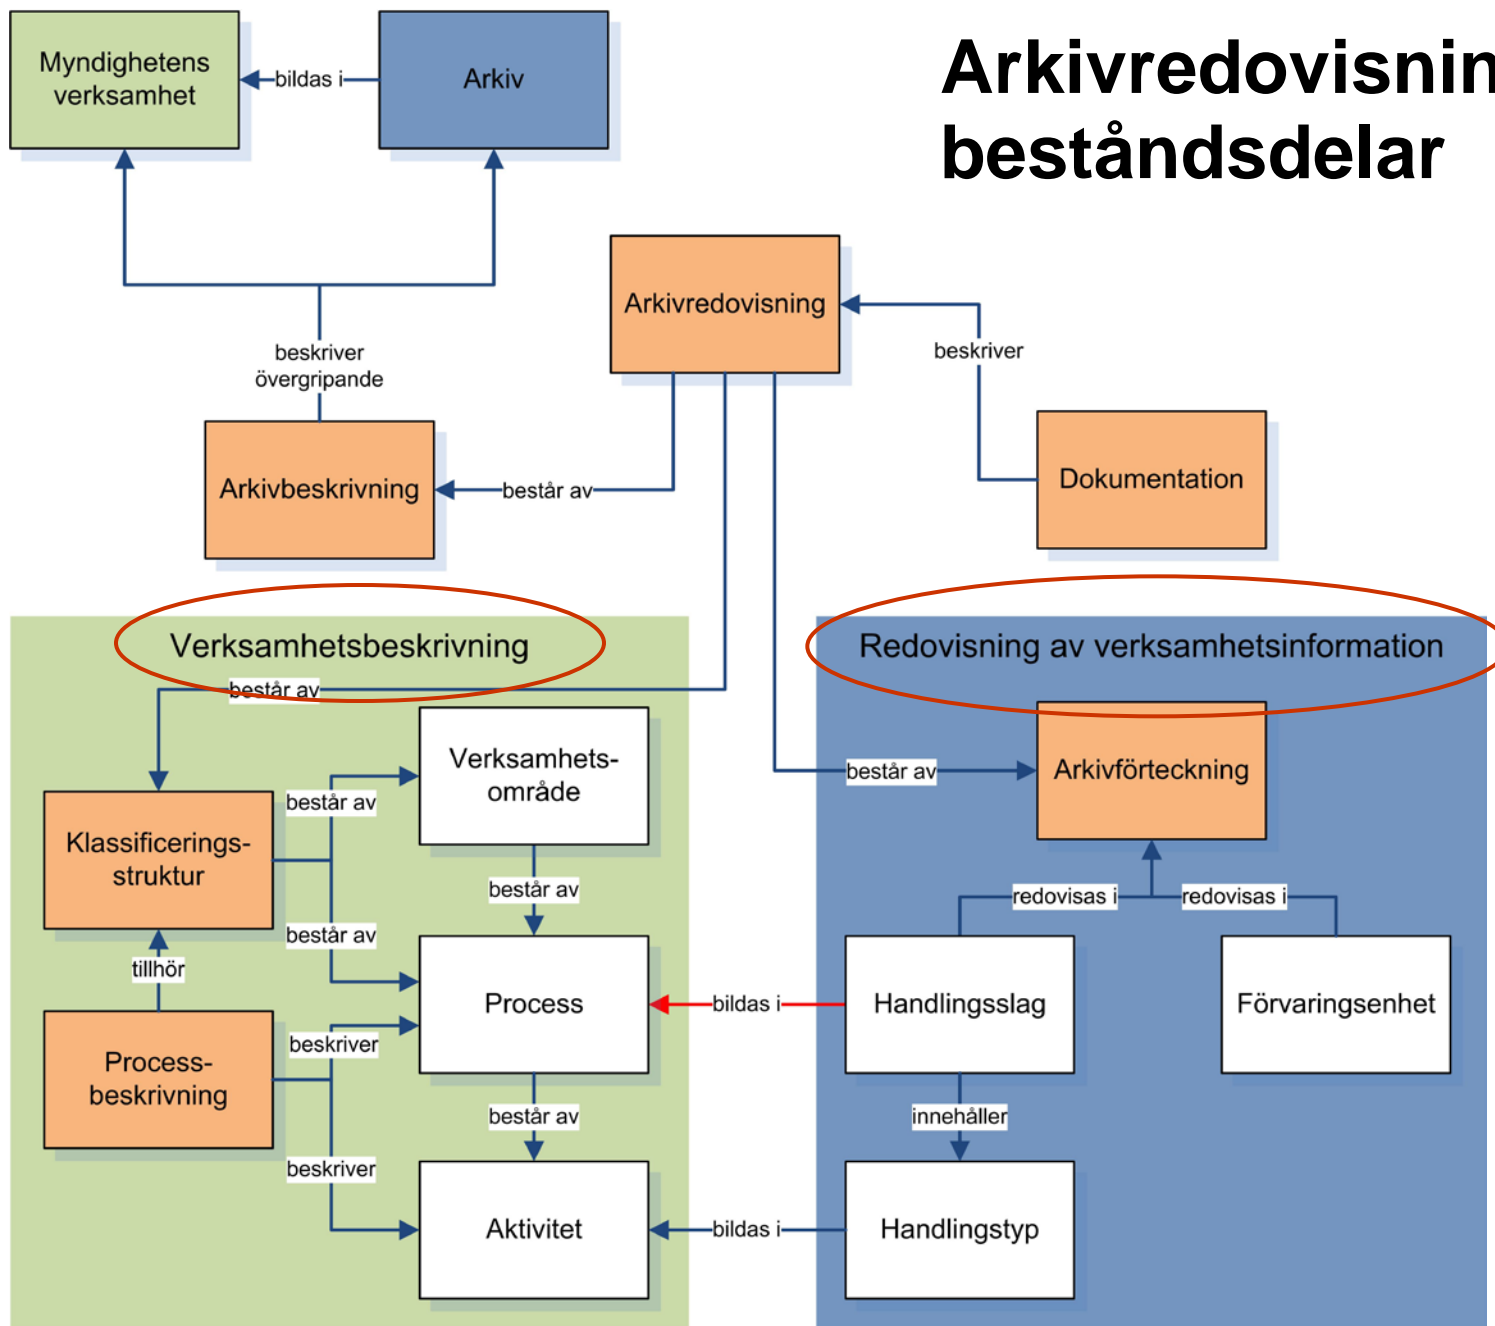 Arkivredovisnin
beståndsdelar
Myndighetens
verksamhet
bildas i
Arkiv
Arkivredovisning
beskriver
övergripande
beskriver
Arkivbeskrivning
består av
Dokumentation
Verksamhetsbeskrivning
Redovisning av verksamhetsinformation
består av
Verksamhets-
område
består av
Arkivförteckning
består av
Klassificerings-
struktur
består av
består av
redovisas i
redovisas i
tillhör
Process
bildas i
Handlingsslag
Förvaringsenhet
beskriver
Process-
beskrivning
består av
innehåller
beskriver
Aktivitet
bildas i
Handlingstyp